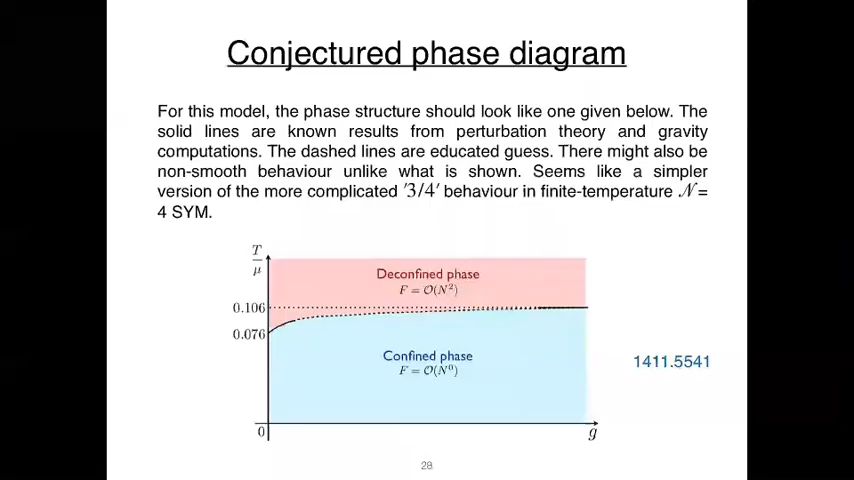 Conjectured phase diagram
For this model, the phase structure should look like one given below. The
solid lines are known results from perturbation theory and gravity
computations. The dashed lines are educated guess. There might also be
non-smooth behaviour unlike what is shown. Seems like a simpler
version of the more complicated '3/4' behaviour in finite-temperature 𝒩 =
4 SYM.
T
μ
Deconfined phase
F = 𝒪(N²)
0.106
0.076
Confined phase
F = 𝒪(N⁰)
1411.5541
0
g
28